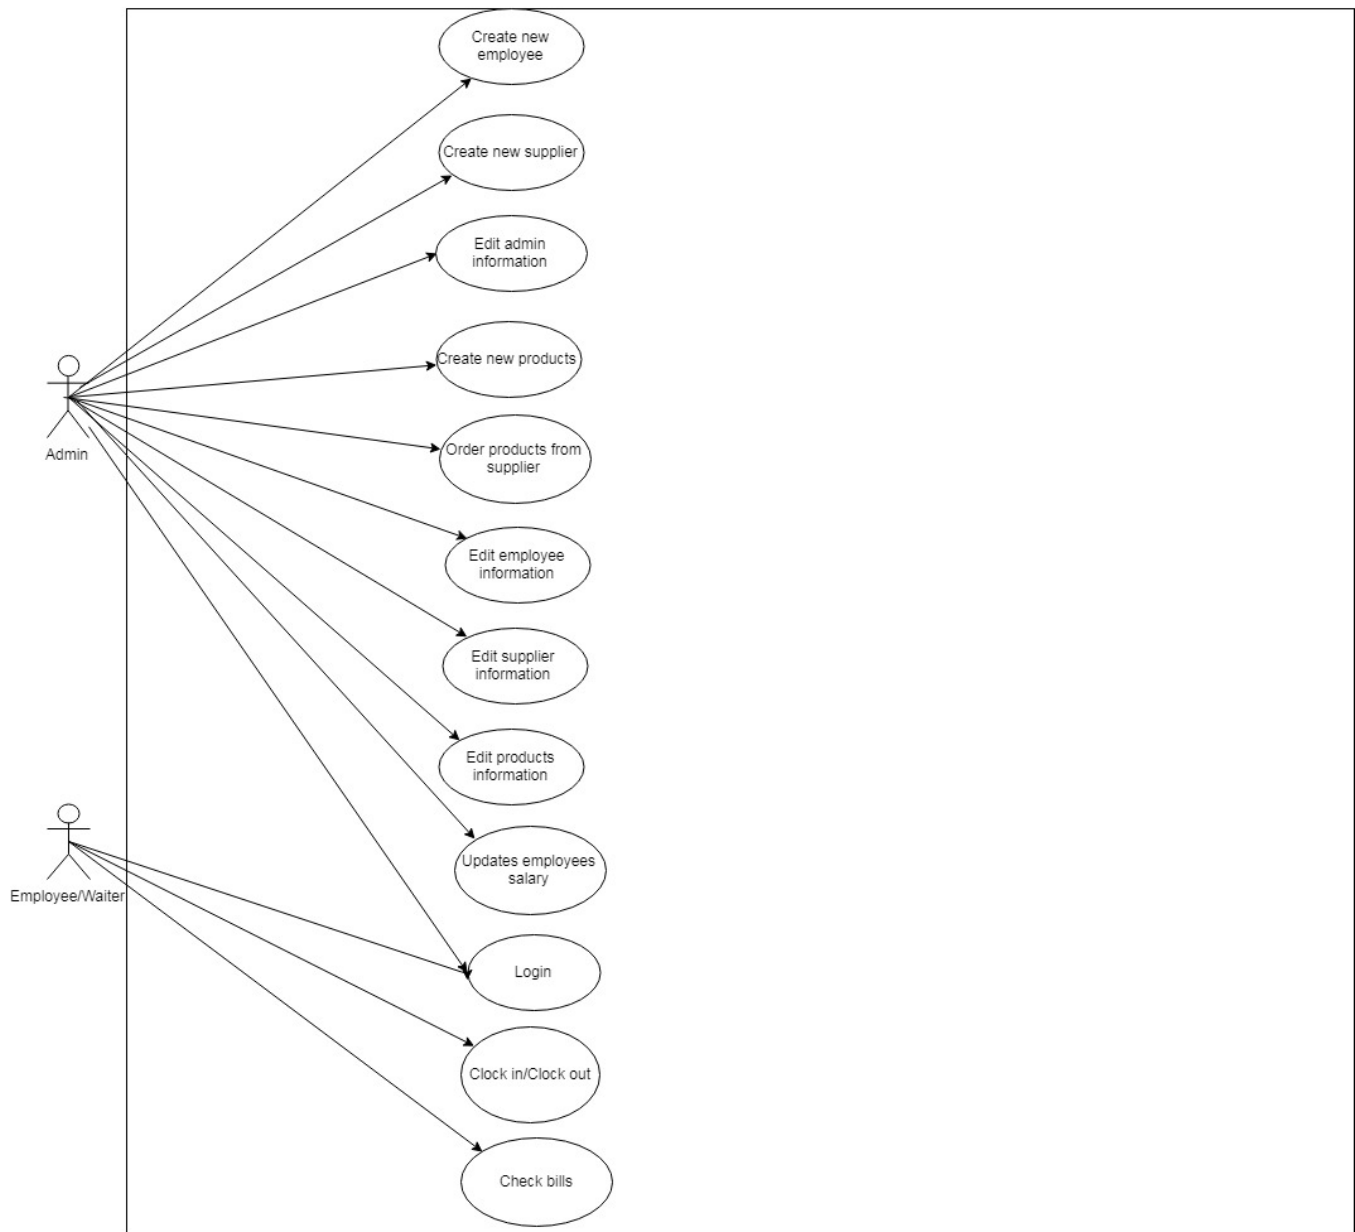 Create new
employee
Create new supplier
Edit admin
information
Create new products
Admin
Order products from
supplier
Edit employee
information
Edit supplier
information
Edit products
information
Updates employees
salary
Employee/Waiter
Login
Clock in/Clock out
Check bills